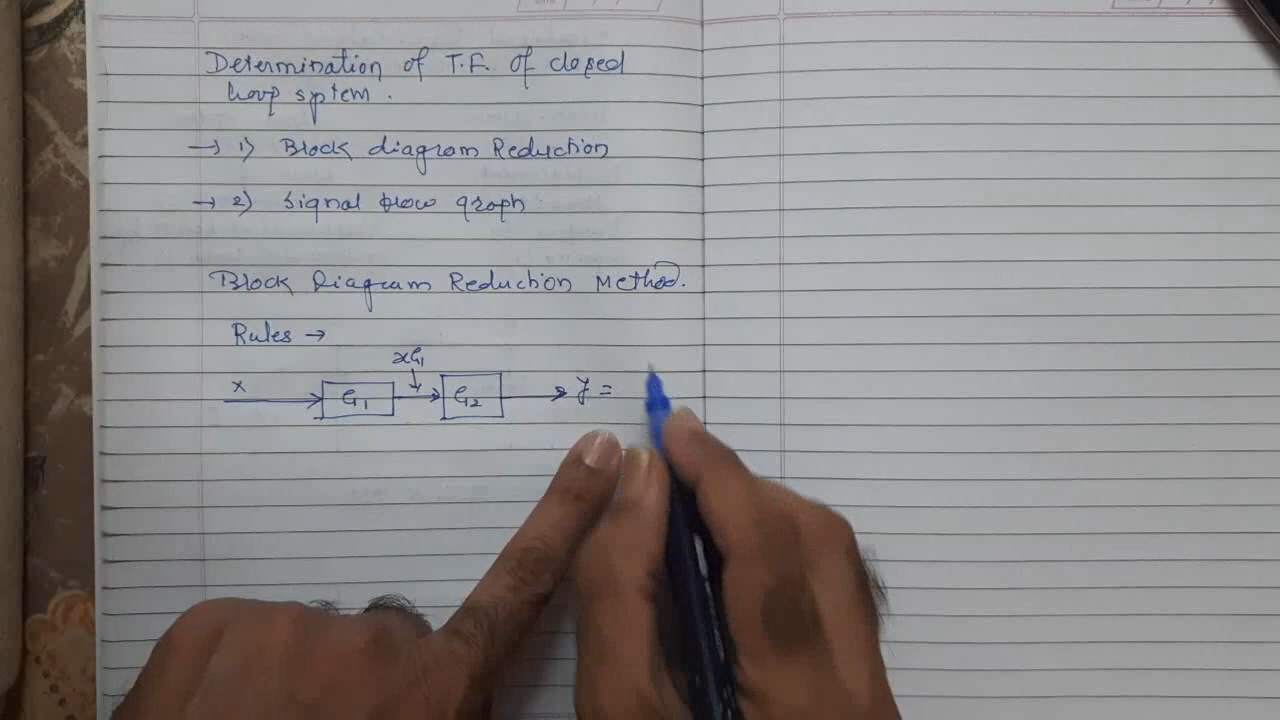 Determination of T.F. of closed
loop system.
→ 1) Block diagram Reduction
→ 2) Signal flow graph
Block Diagram Reduction Method.
Rules →
xG1
x G1 G2 y =